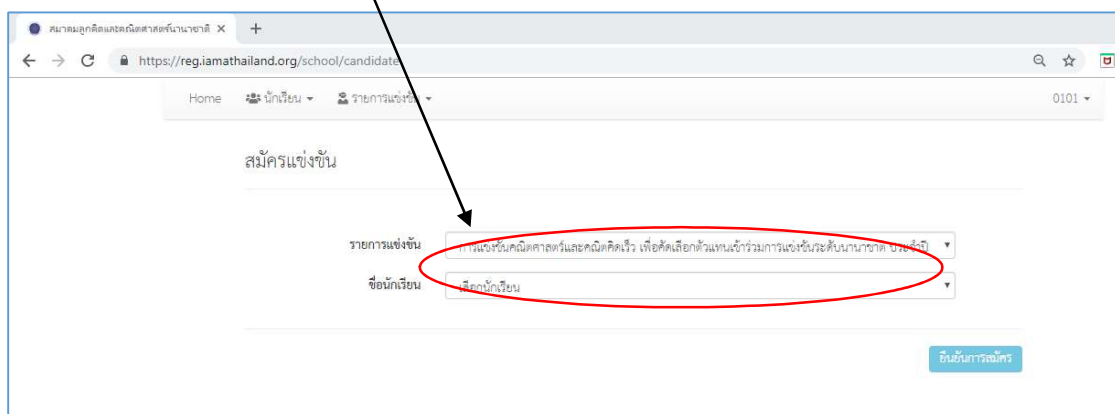 สมาคมลูกคิดและคณิตศาสตร์นานาชาติ
https://reg.iamathailand.org/school/candidate
Home นักเรียน รายการแข่งขัน 0101
สมัครแข่งขัน
รายการแข่งขัน การแข่งขันคณิตศาสตร์และคณิตคิดเร็ว เพื่อคัดเลือกตัวแทนเข้าร่วมการแข่งขันระดับนานาชาติ ประจำปี
ชื่อนักเรียน เลือกนักเรียน
ยืนยันการสมัคร